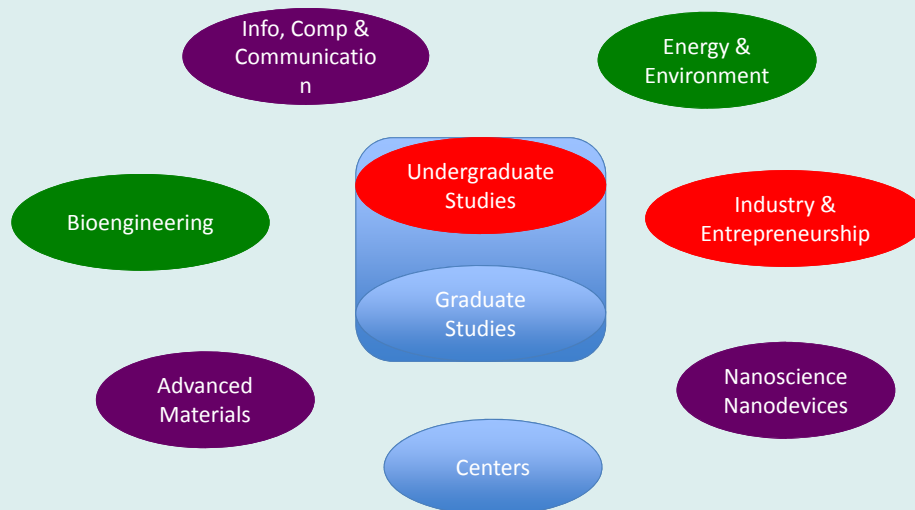 Info, Comp &
Communicatio
n
Energy &
Environment
Undergraduate
Studies
Bioengineering
Industry &
Entrepreneurship
Graduate
Studies
Advanced
Materials
Nanoscience
Nanodevices
Centers